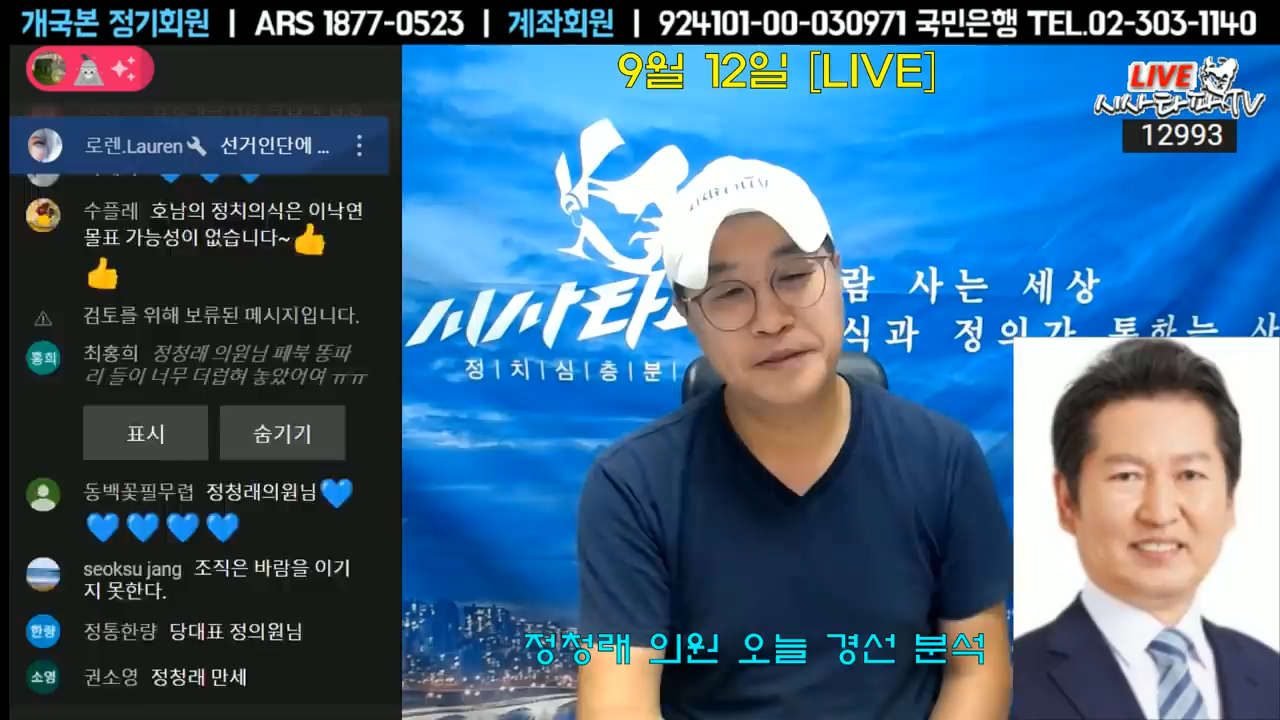 개국본 정기회원 | ARS 1877-0523 | 계좌회원 | 924101-00-030971 국민은행 TEL.02-303-1140
9월 12일 [LIVE]
LIVE
시사타파TV
12993
로렌.Lauren 선거인단에 ...
수플레 호남의 정치의식은 이낙연
몰표 가능성이 없습니다~
검토를 위해 보류된 메시지입니다.
홍희
최홍희 정청래 의원님 페북 똥파
리 들이 너무 더럽혀 놓았어여 ㅠㅠ
표시
숨기기
동백꽃필무렵 정청래의원님
seoksu jang 조직은 바람을 이기
지 못한다.
한량
정통한량 당대표 정의원님
소영
권소영 정청래 만세
시사타
정|치|심|층|분|
람 사는 세상
식과 정의가 통하는 사
정청래 의원 오늘 경선 분석